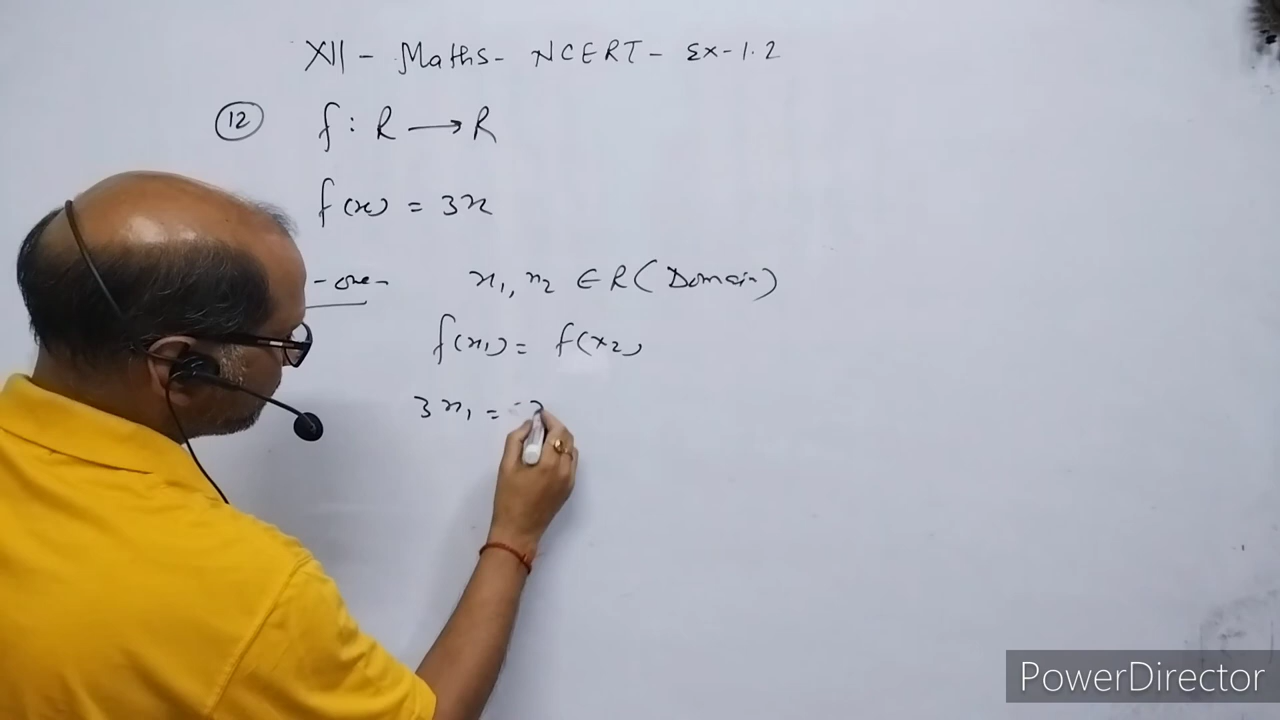 XII - Maths - NCERT - Ex-1.2
12 f : R → R
f(x) = 3x
- one - x₁, x₂ ∈ R (Domain)
f(x₁) = f(x₂)
3x₁ = 3
PowerDirector